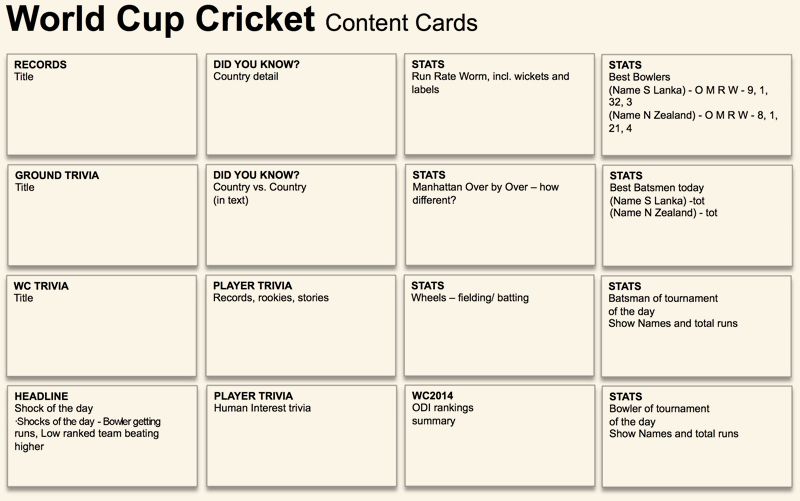 World Cup Cricket Content Cards
RECORDS
Title
DID YOU KNOW?
Country detail
STATS
Run Rate Worm, incl. wickets and
labels
STATS
Best Bowlers
(Name S Lanka) - O M R W - 9, 1,
32, 3
(Name N Zealand) - O M R W - 8, 1,
21, 4
GROUND TRIVIA
Title
DID YOU KNOW?
Country vs. Country
(in text)
STATS
Manhattan Over by Over – how
different?
STATS
Best Batsmen today
(Name S Lanka) -tot
(Name N Zealand) - tot
WC TRIVIA
Title
PLAYER TRIVIA
Records, rookies, stories
STATS
Wheels – fielding/ batting
STATS
Batsman of tournament
of the day
Show Names and total runs
HEADLINE
Shock of the day
·Shocks of the day - Bowler getting
runs, Low ranked team beating
higher
PLAYER TRIVIA
Human Interest trivia
WC2014
ODI rankings
summary
STATS
Bowler of tournament
of the day
Show Names and total runs